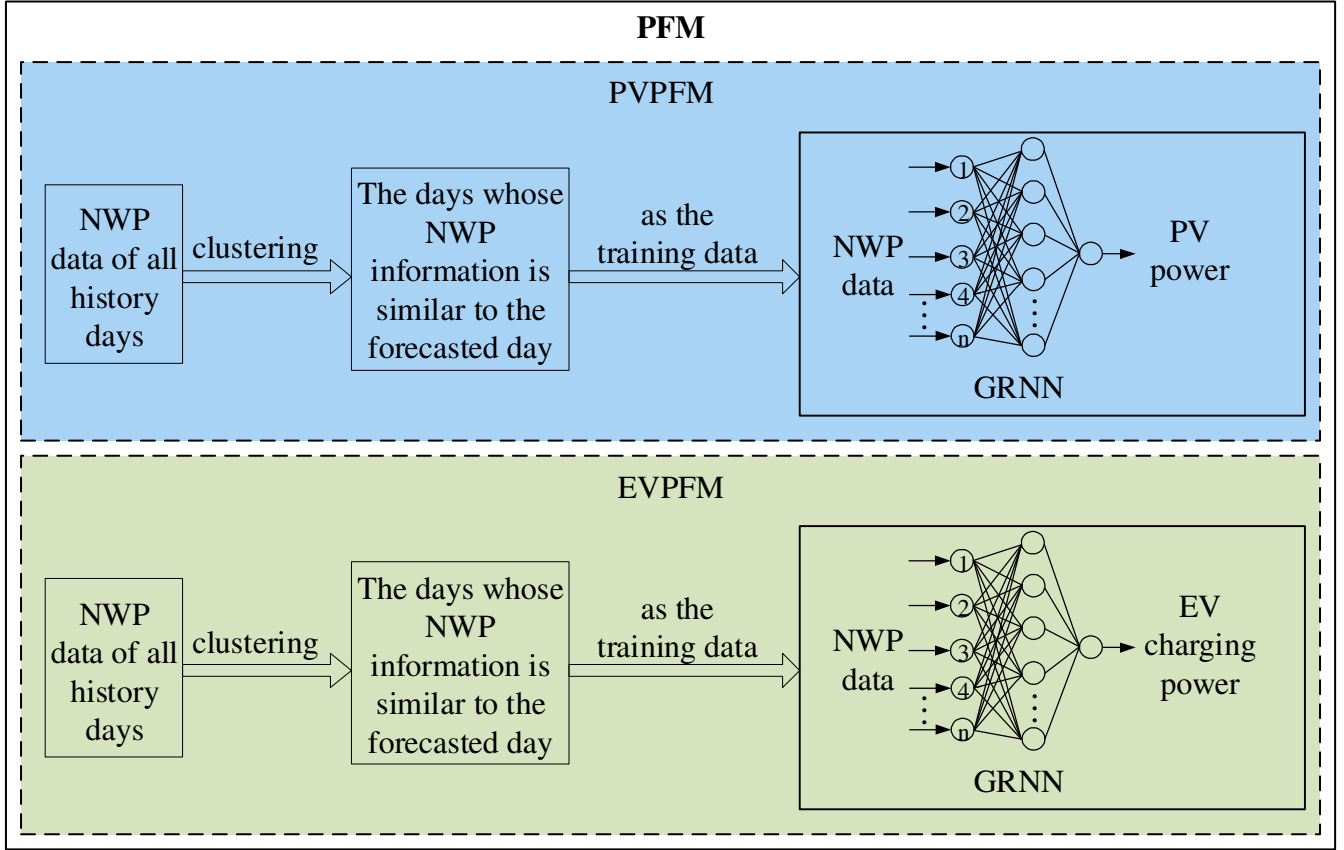 PFM
PVPFM
NWP
data of all
history
days
clustering
The days whose
NWP
information is
similar to the
forecasted day
as the
training data
NWP
data
1
2
3
4
n
GRNN
PV
power
EVPFM
NWP
data of all
history
days
clustering
The days whose
NWP
information is
similar to the
forecasted day
as the
training data
NWP
data
1
2
3
4
n
GRNN
EV
charging
power